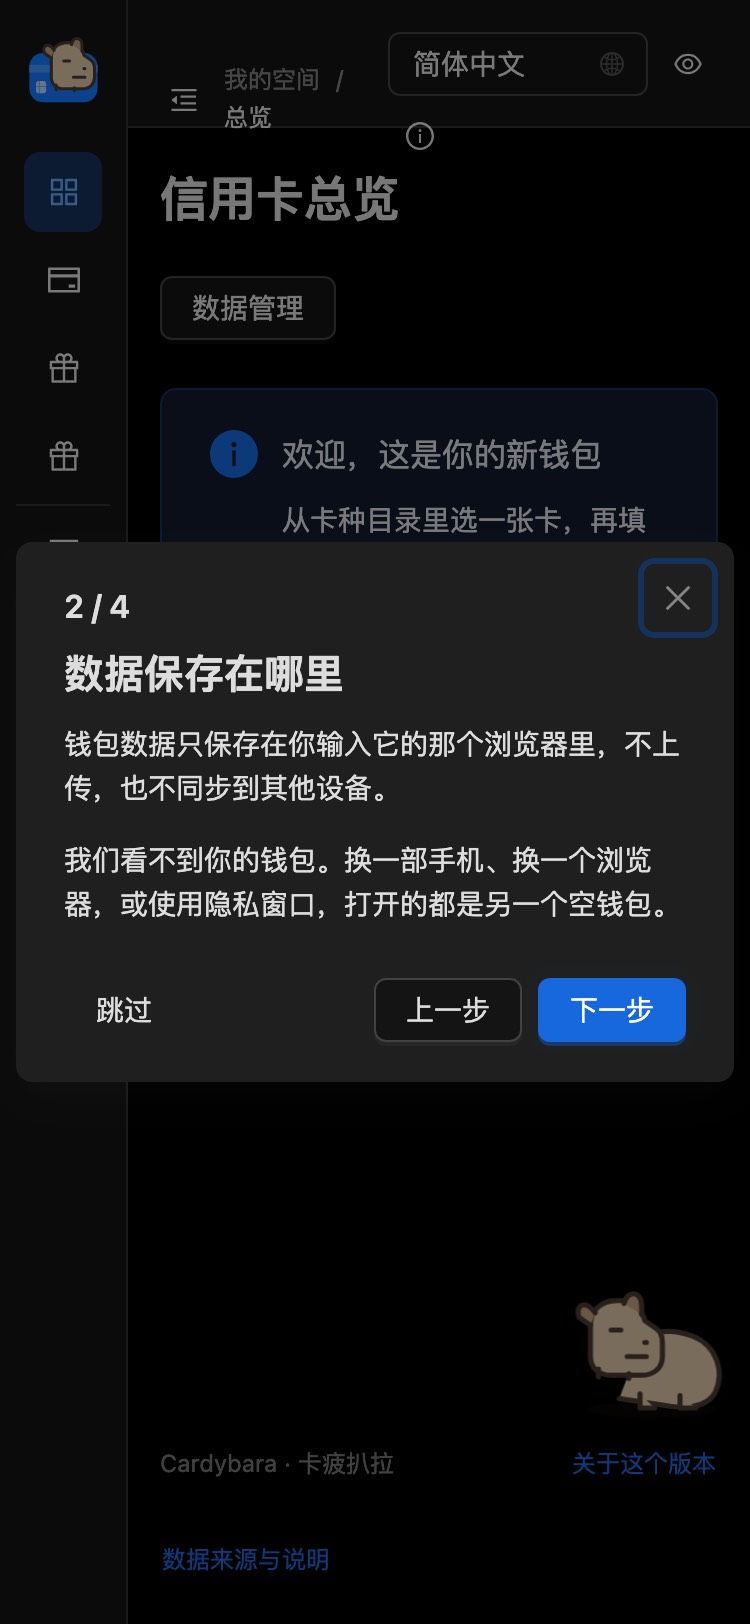 我的空间 /
总览
简体中文
信用卡总览
数据管理
欢迎，这是你的新钱包
从卡种目录里选一张卡，再填
2 / 4
数据保存在哪里
钱包数据只保存在你输入它的那个浏览器里，不上
传，也不同步到其他设备。
我们看不到你的钱包。换一部手机、换一个浏览
器，或使用隐私窗口，打开的都是另一个空钱包。
跳过
上一步
下一步
Cardybara · 卡疲扒拉
关于这个版本
数据来源与说明